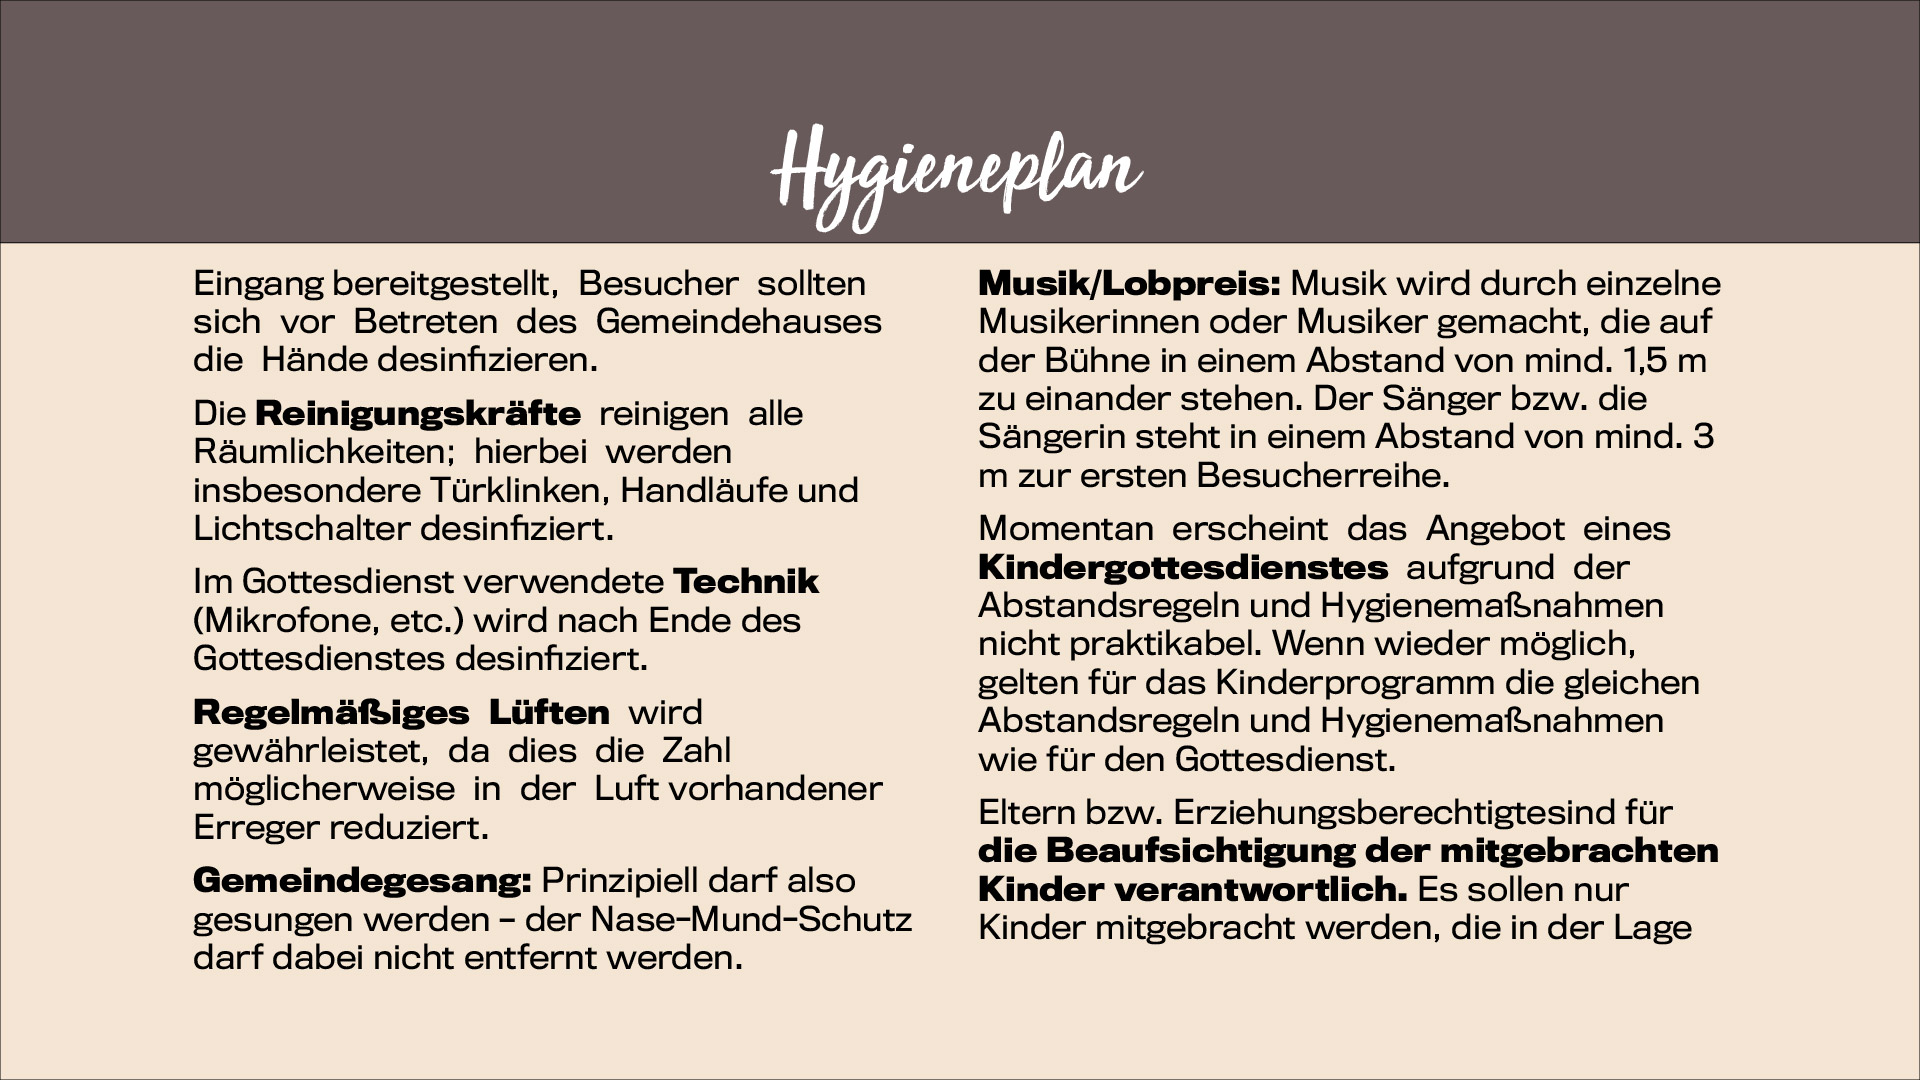 Hygieneplan
Eingang bereitgestellt, Besucher sollten
sich vor Betreten des Gemeindehauses
die Hände desinfizieren.
Die Reinigungskräfte reinigen alle
Räumlichkeiten; hierbei werden
insbesondere Türklinken, Handläufe und
Lichtschalter desinfiziert.
Im Gottesdienst verwendete Technik
(Mikrofone, etc.) wird nach Ende des
Gottesdienstes desinfiziert.
Regelmäßiges Lüften wird
gewährleistet, da dies die Zahl
möglicherweise in der Luft vorhandener
Erreger reduziert.
Gemeindegesang: Prinzipiell darf also
gesungen werden – der Nase-Mund-Schutz
darf dabei nicht entfernt werden.
Musik/Lobpreis: Musik wird durch einzelne
Musikerinnen oder Musiker gemacht, die auf
der Bühne in einem Abstand von mind. 1,5 m
zu einander stehen. Der Sänger bzw. die
Sängerin steht in einem Abstand von mind. 3
m zur ersten Besucherreihe.
Momentan erscheint das Angebot eines
Kindergottesdienstes aufgrund der
Abstandsregeln und Hygienemaßnahmen
nicht praktikabel. Wenn wieder möglich,
gelten für das Kinderprogramm die gleichen
Abstandsregeln und Hygienemaßnahmen
wie für den Gottesdienst.
Eltern bzw. Erziehungsberechtigtesind für
die Beaufsichtigung der mitgebrachten
Kinder verantwortlich. Es sollen nur
Kinder mitgebracht werden, die in der Lage